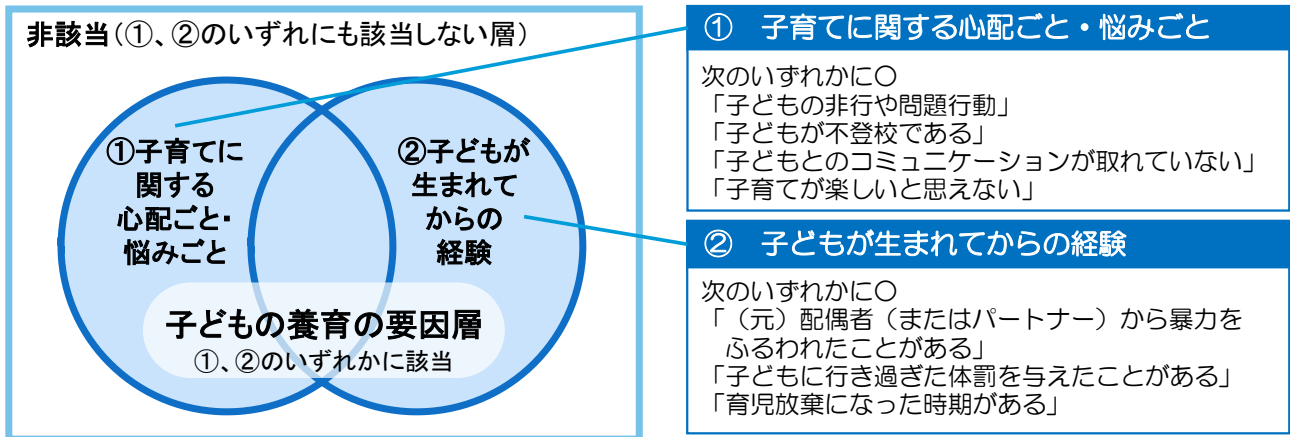 非該当(①、②のいずれにも該当しない層)
①子育てに
関する
心配ごと・
悩みごと
②子どもが
生まれて
からの
経験
子どもの養育の要因層
①、②のいずれかに該当
① 子育てに関する心配ごと・悩みごと
次のいずれかに〇
「子どもの非行や問題行動」
「子どもが不登校である」
「子どもとのコミュニケーションが取れていない」
「子育てが楽しいと思えない」
② 子どもが生まれてからの経験
次のいずれかに〇
「(元)配偶者(またはパートナー)から暴力を
ふるわれたことがある」
「子どもに行き過ぎた体罰を与えたことがある」
「育児放棄になった時期がある」